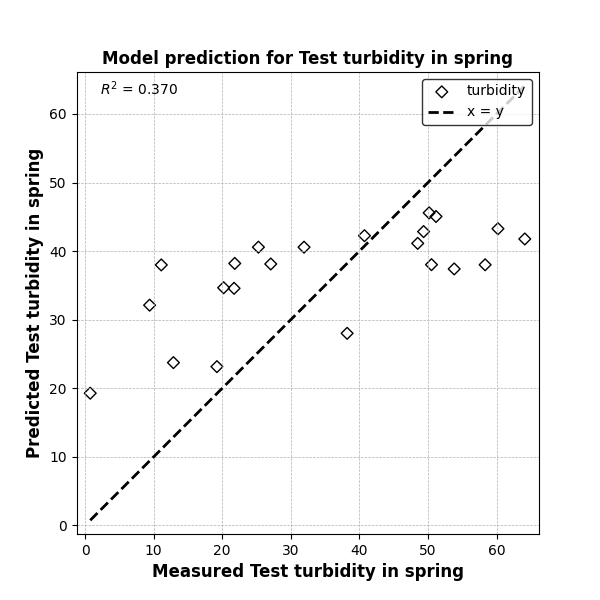 Model prediction for Test turbidity in spring
R² = 0.370
turbidity
x = y
Predicted Test turbidity in spring
60
50
40
30
20
10
0
0 10 20 30 40 50 60
Measured Test turbidity in spring